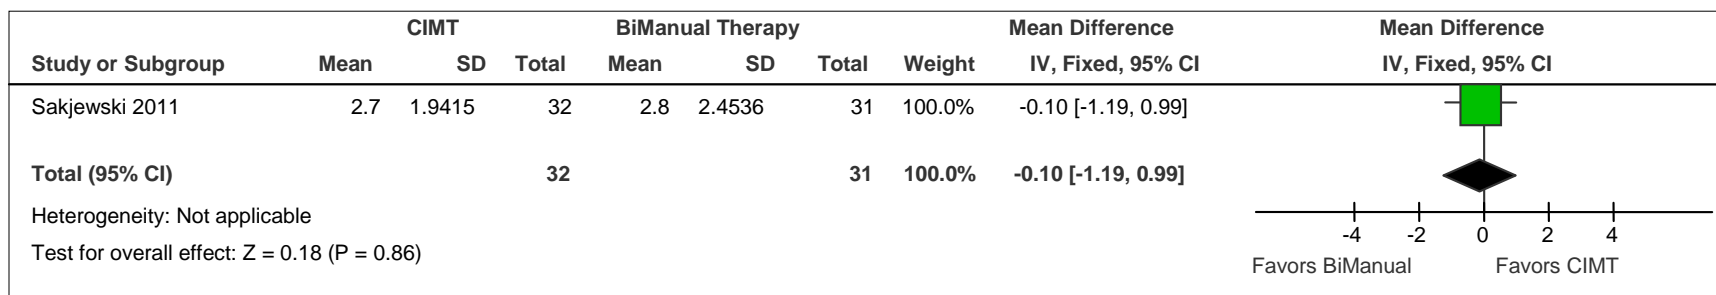 CIMT BiManual Therapy Mean Difference Mean Difference
Study or Subgroup Mean SD Total Mean SD Total Weight IV, Fixed, 95% CI IV, Fixed, 95% CI
Sakjewski 2011 2.7 1.9415 32 2.8 2.4536 31 100.0% -0.10 [-1.19, 0.99]
Total (95% CI) 32 31 100.0% -0.10 [-1.19, 0.99]
Heterogeneity: Not applicable
Test for overall effect: Z = 0.18 (P = 0.86)
-4 -2 0 2 4
Favors BiManual Favors CIMT